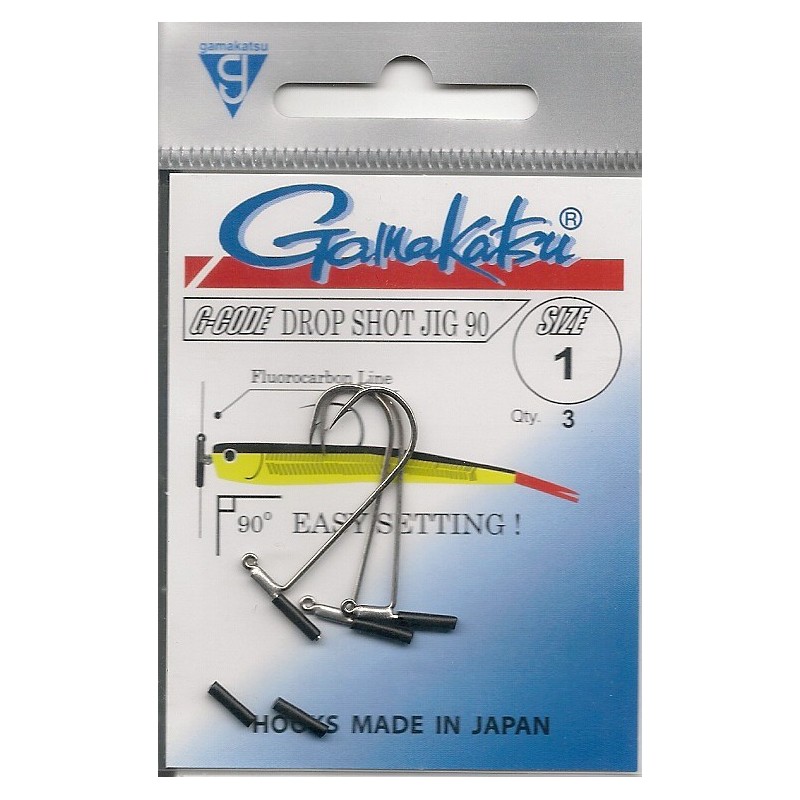 gamakatsu
Gamakatsu ®
G-CODE DROP SHOT JIG 90
SIZE
1
Qty. 3
Fluorocarbon Line
90°
EASY SETTING !
HOOKS MADE IN JAPAN